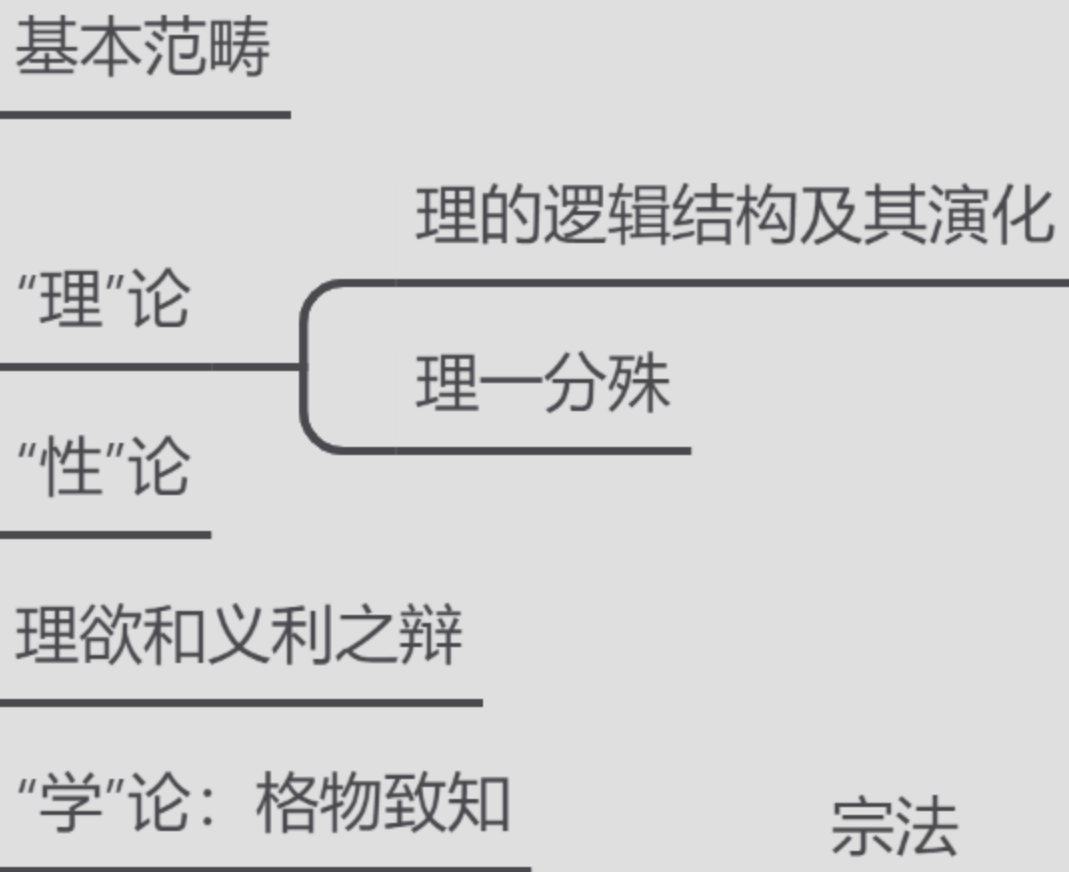 基本范畴
理的逻辑结构及其演化
“理”论
理一分殊
“性”论
理欲和义利之辩
“学”论：格物致知
宗法